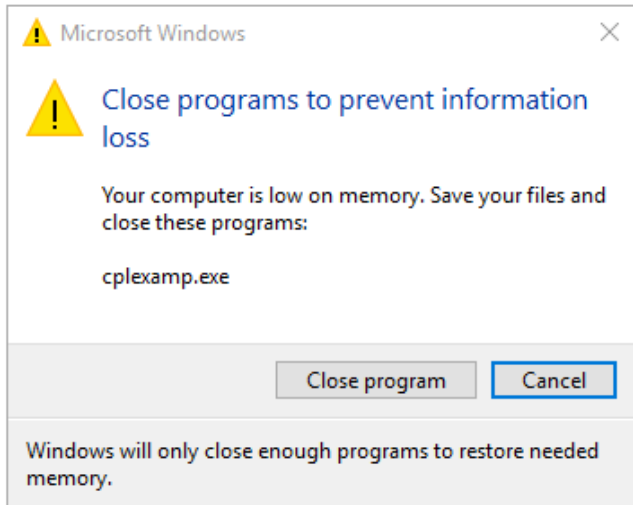 Microsoft Windows
Close programs to prevent information
loss
Your computer is low on memory. Save your files and
close these programs:
cplexamp.exe
Close program
Cancel
Windows will only close enough programs to restore needed
memory.